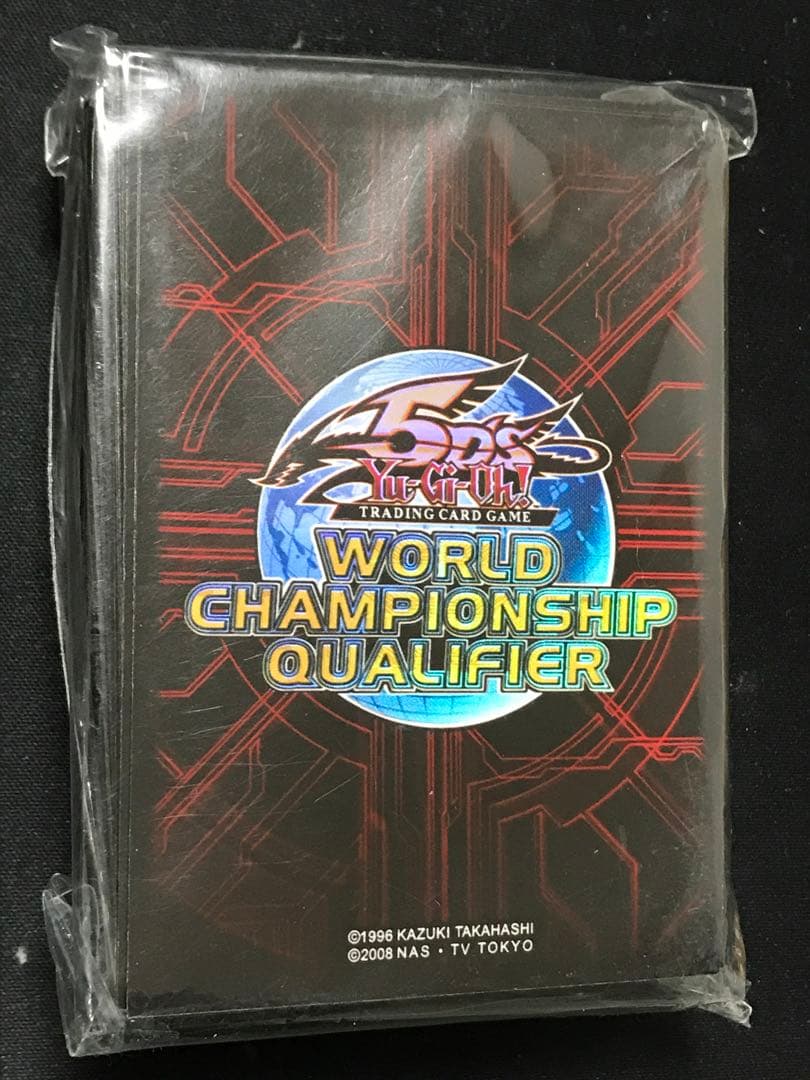 5D's
Yu-Gi-Oh!
TRADING CARD GAME
WORLD
CHAMPIONSHIP
QUALIFIER
©1996 KAZUKI TAKAHASHI
©2008 NAS・TV TOKYO